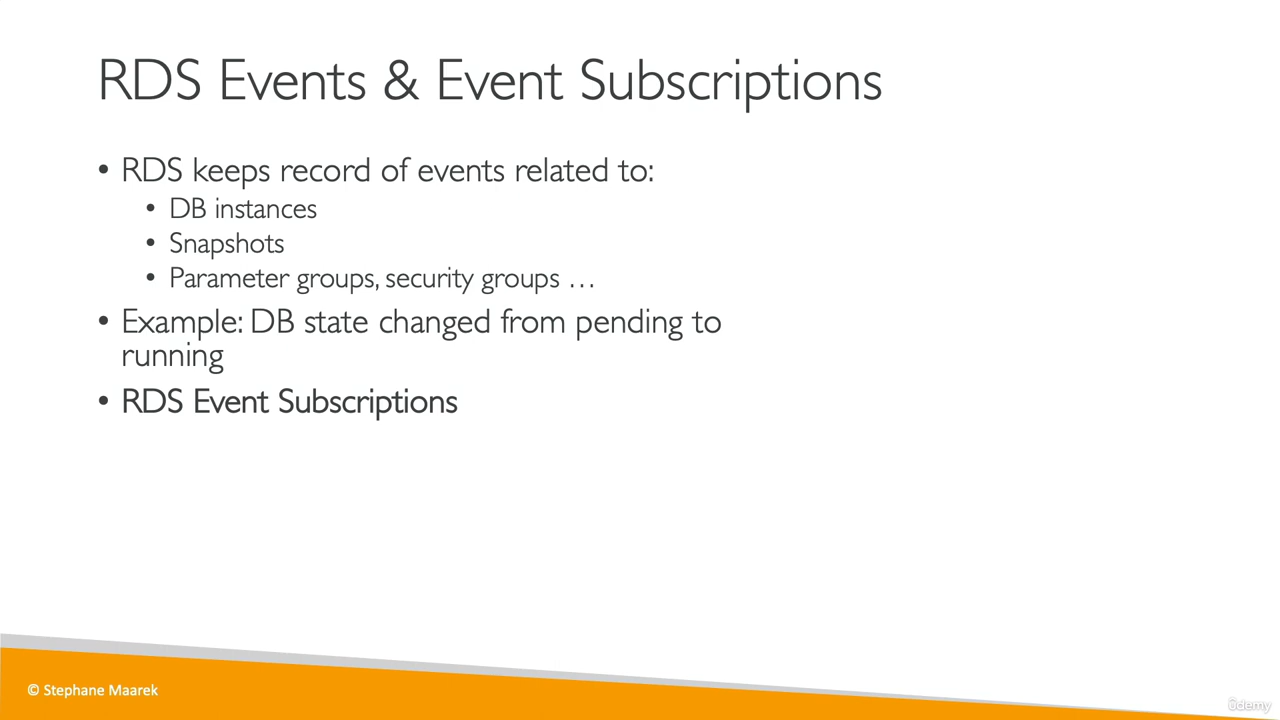 RDS Events & Event Subscriptions
• RDS keeps record of events related to:
• DB instances
• Snapshots
• Parameter groups, security groups …
• Example: DB state changed from pending to
running
• RDS Event Subscriptions
© Stephane Maarek
ûdemy